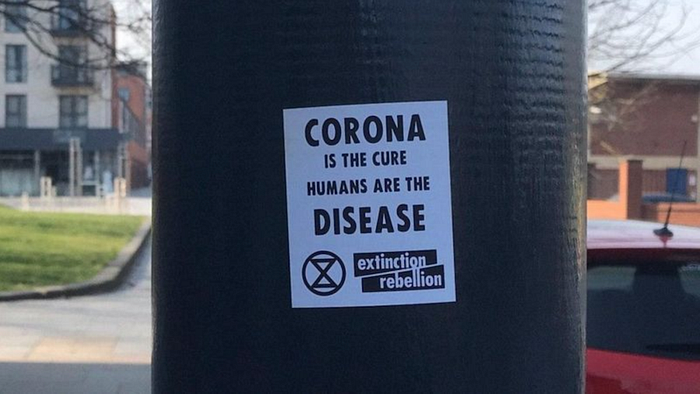 CORONA
IS THE CURE
HUMANS ARE THE
DISEASE
extinction
rebellion